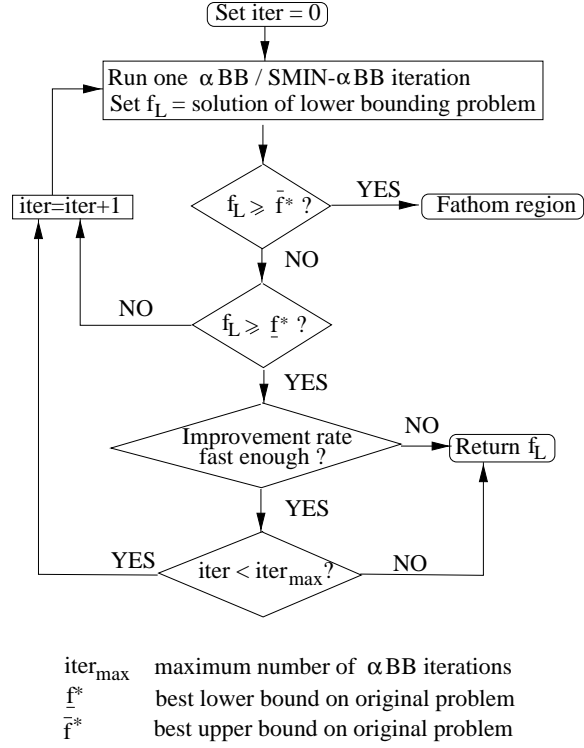 Set iter = 0
Run one αBB / SMIN-αBB iteration
Set f_L = solution of lower bounding problem
iter=iter+1
f_L ⩾ f̄* ?
YES
Fathom region
NO
NO
f_L ⩾ f̲* ?
YES
Improvement rate
fast enough ?
NO
Return f_L
YES
YES
iter < iter_max?
NO
iter_max maximum number of αBB iterations
f̲* best lower bound on original problem
f̄* best upper bound on original problem